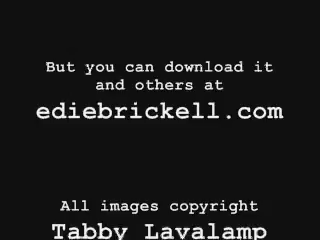 But you can download it
and others at
ediebrickell.com
All images copyright
Tabby Lavalamp